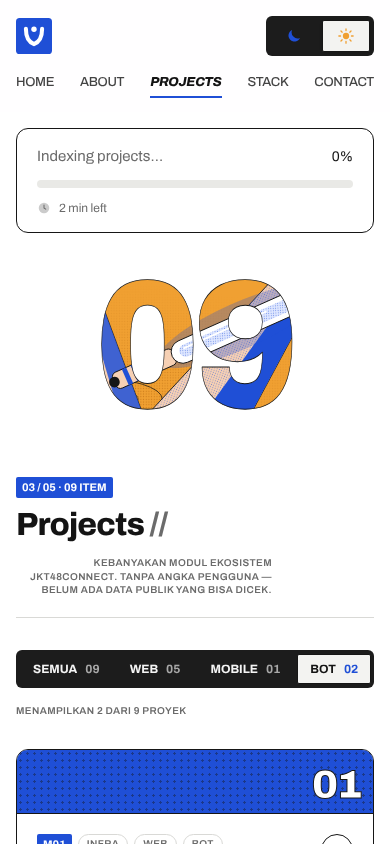 HOME ABOUT PROJECTS STACK CONTACT
Indexing projects... 0%
2 min left
09
03 / 05 · 09 ITEM
Projects //
KEBANYAKAN MODUL EKOSISTEM
JKT48CONNECT. TANPA ANGKA PENGGUNA —
BELUM ADA DATA PUBLIK YANG BISA DICEK.
SEMUA 09 WEB 05 MOBILE 01 BOT 02
MENAMPILKAN 2 DARI 9 PROYEK
01
M01 INFRA WEB BOT